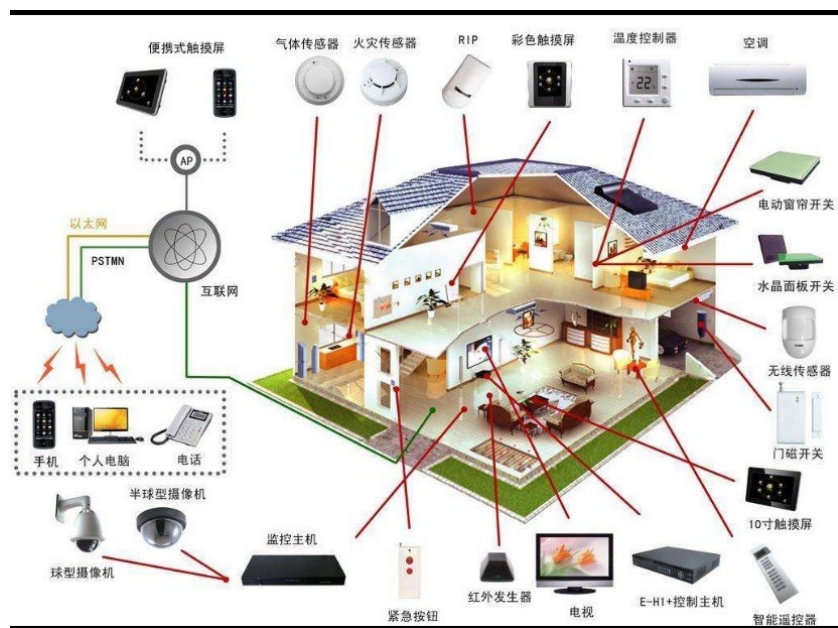 便携式触摸屏
气体传感器
火灾传感器
RIP
彩色触摸屏
温度控制器
空调
-22
AP
电动窗帘开关
以太网
PSTMN
互联网
水晶面板开关
无线传感器
手机
个人电脑
电话
门磁开关
半球型摄像机
球型摄像机
监控主机
紧急按钮
红外发生器
电视
E-H1+控制主机
10寸触摸屏
智能遥控器